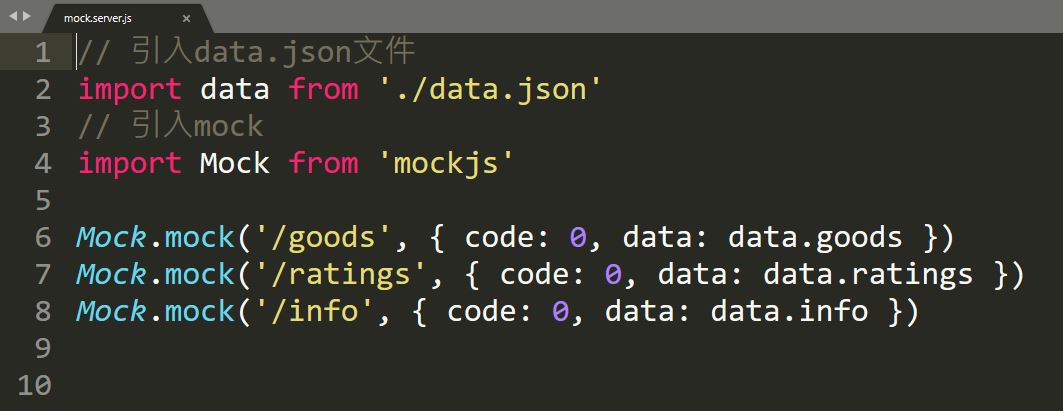 mock.server.js ×
1 // 引入data.json文件
2 import data from './data.json'
3 // 引入mock
4 import Mock from 'mockjs'
5
6 Mock.mock('/goods', { code: 0, data: data.goods })
7 Mock.mock('/ratings', { code: 0, data: data.ratings })
8 Mock.mock('/info', { code: 0, data: data.info })
9
10